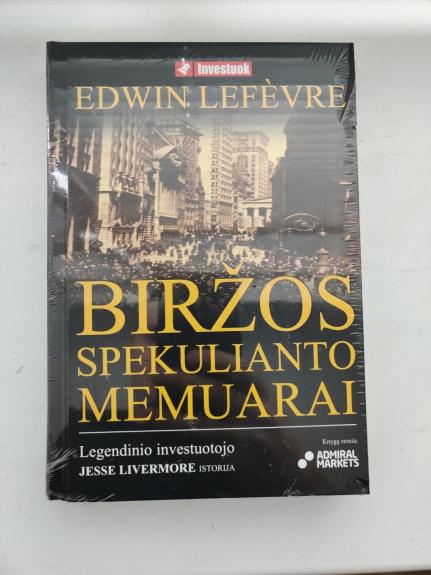 Investuok
EDWIN LEFÈVRE
BIRŽOS
SPEKULIANTO
MEMUARAI
Legendinio investuotojo
JESSE LIVERMORE ISTORIJA
Knygą remia:
ADMIRAL
MARKETS